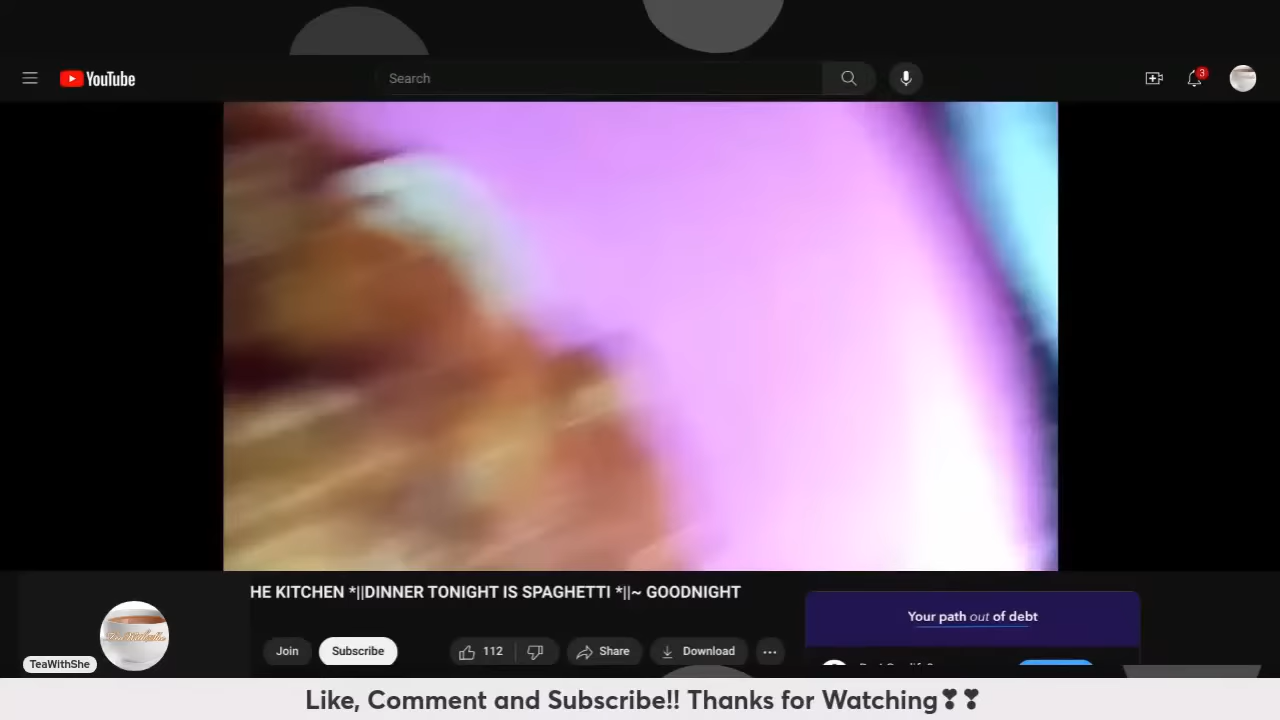 YouTube
Search
3
HE KITCHEN *||DINNER TONIGHT IS SPAGHETTI *||~ GOODNIGHT
Your path out of debt
Join
Subscribe
112
Share
Download
TeaWithShe
Like, Comment and Subscribe!! Thanks for Watching❣❣